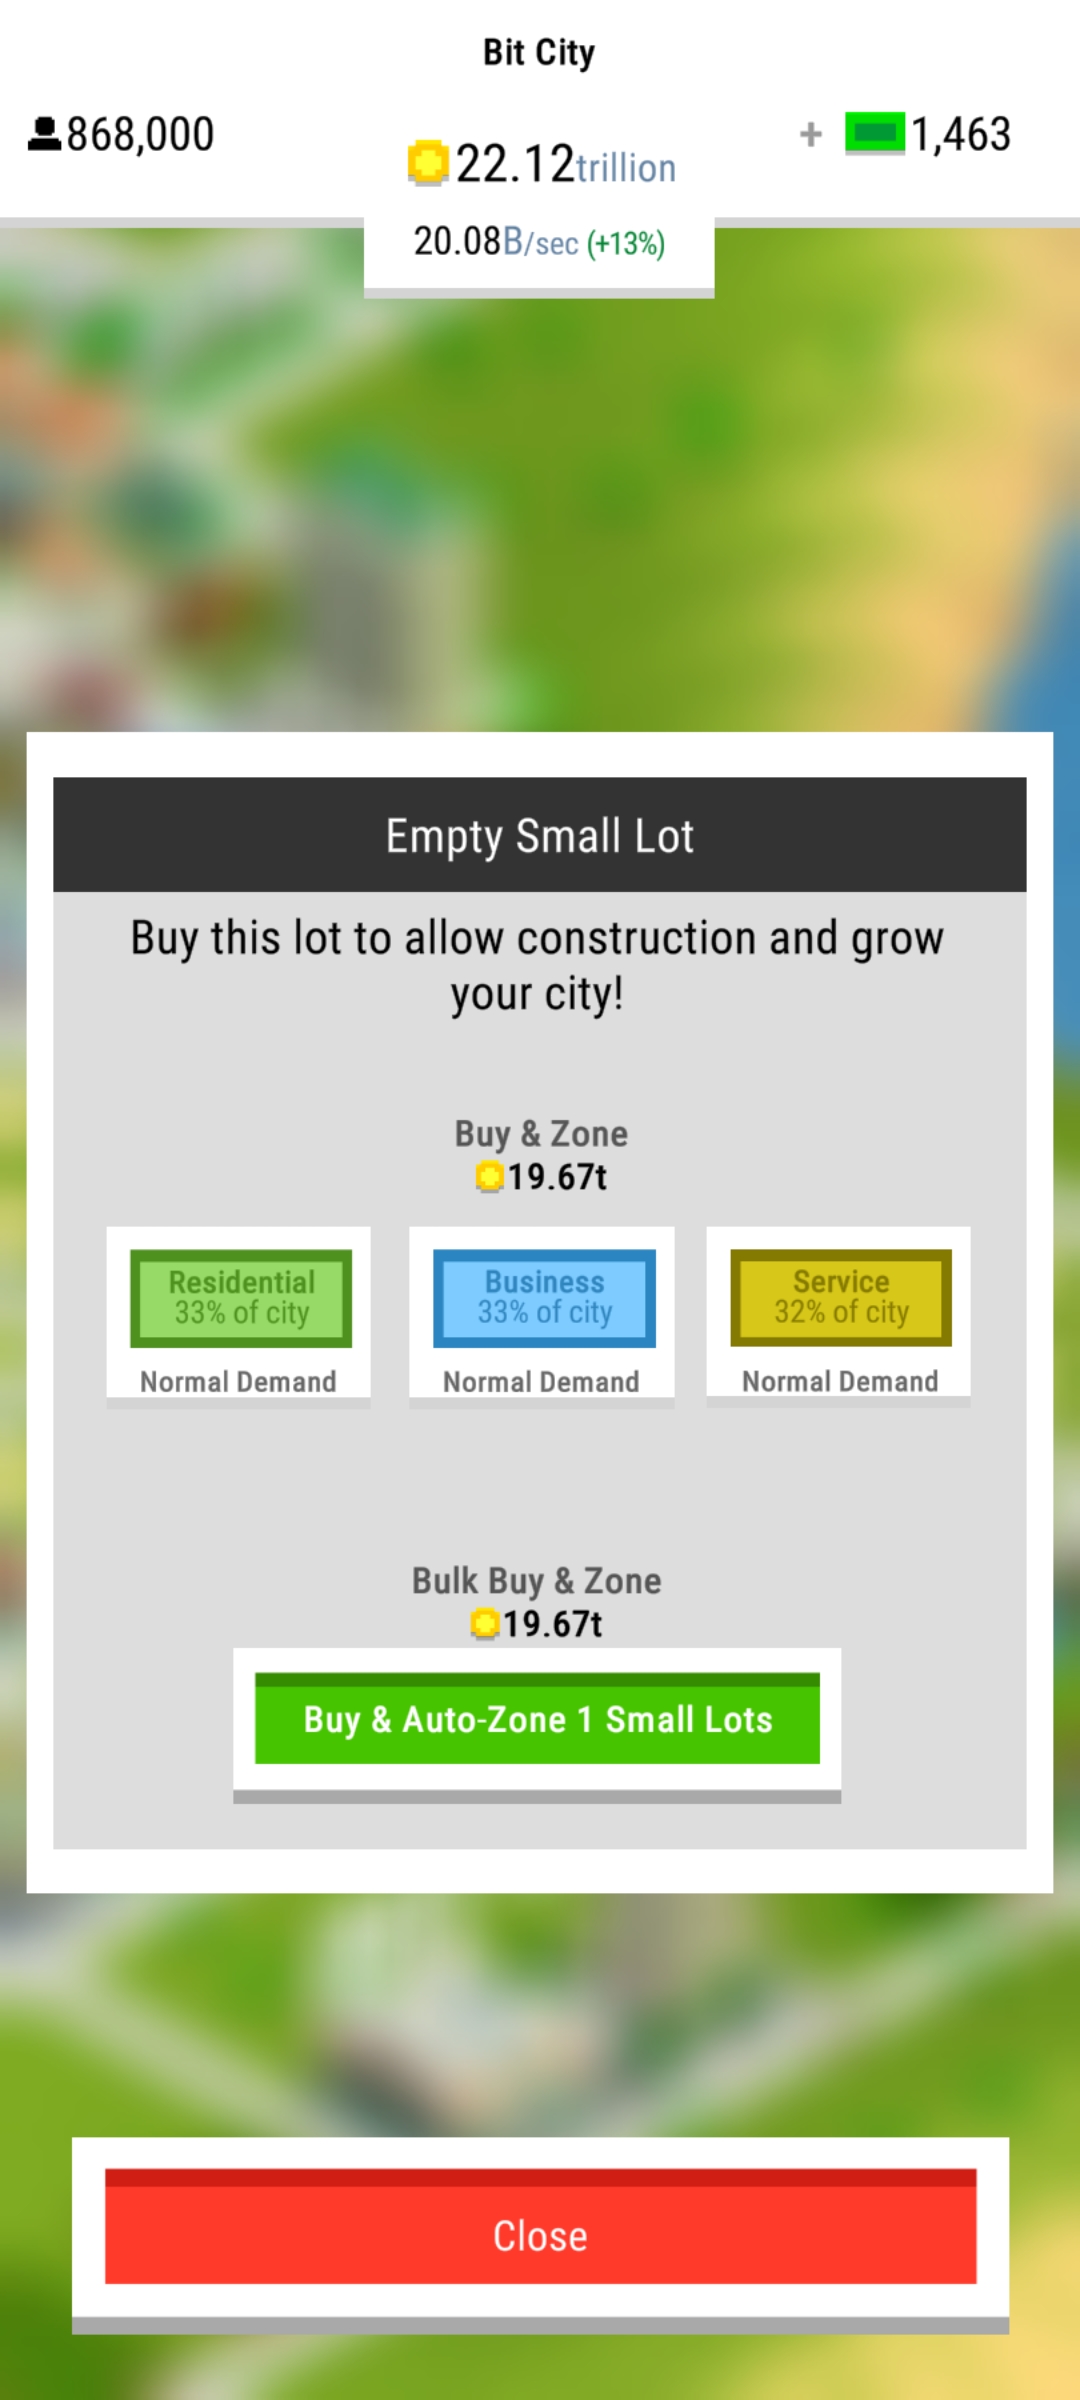 Bit City
868,000
22.12trillion
+ 1,463
20.08B/sec (+13%)
Empty Small Lot
Buy this lot to allow construction and grow
your city!
Buy & Zone
19.67t
Residential
33% of city
Normal Demand
Business
33% of city
Normal Demand
Service
32% of city
Normal Demand
Bulk Buy & Zone
19.67t
Buy & Auto-Zone 1 Small Lots
Close